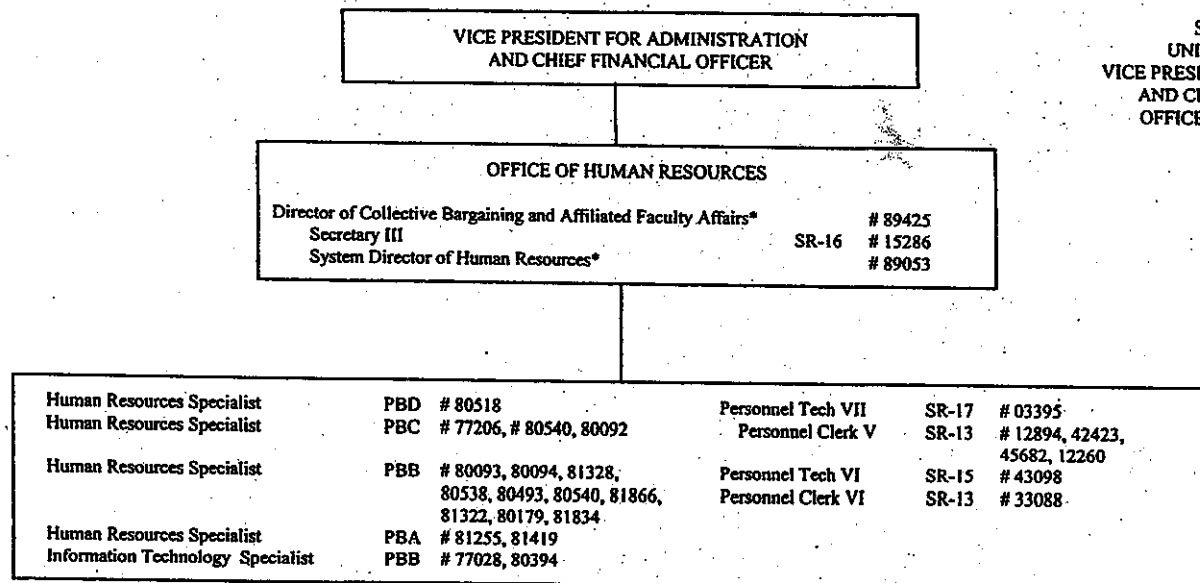 VICE PRESIDENT FOR ADMINISTRATION
AND CHIEF FINANCIAL OFFICER
VICE
AND
OFFICE OF HUMAN RESOURCES
Director of Collective Bargaining and Affiliated Faculty Affairs* # 89425
Secretary III SR-16 # 15286
System Director of Human Resources* # 89053
Human Resources Specialist PBD # 80518
Human Resources Specialist PBC # 77206, # 80540, 80092
Human Resources Specialist PBB # 80093, 80094, 81328,
80538, 80493, 80540, 81866,
81322, 80179, 81834
Human Resources Specialist PBA # 81255, 81419
Information Technology Specialist PBB # 77028, 80394
Personnel Tech VII SR-17 # 03395
Personnel Clerk V SR-13 # 12894, 42423,
45682, 12260
Personnel Tech VI SR-15 # 43098
Personnel Clerk VI SR-13 # 33088